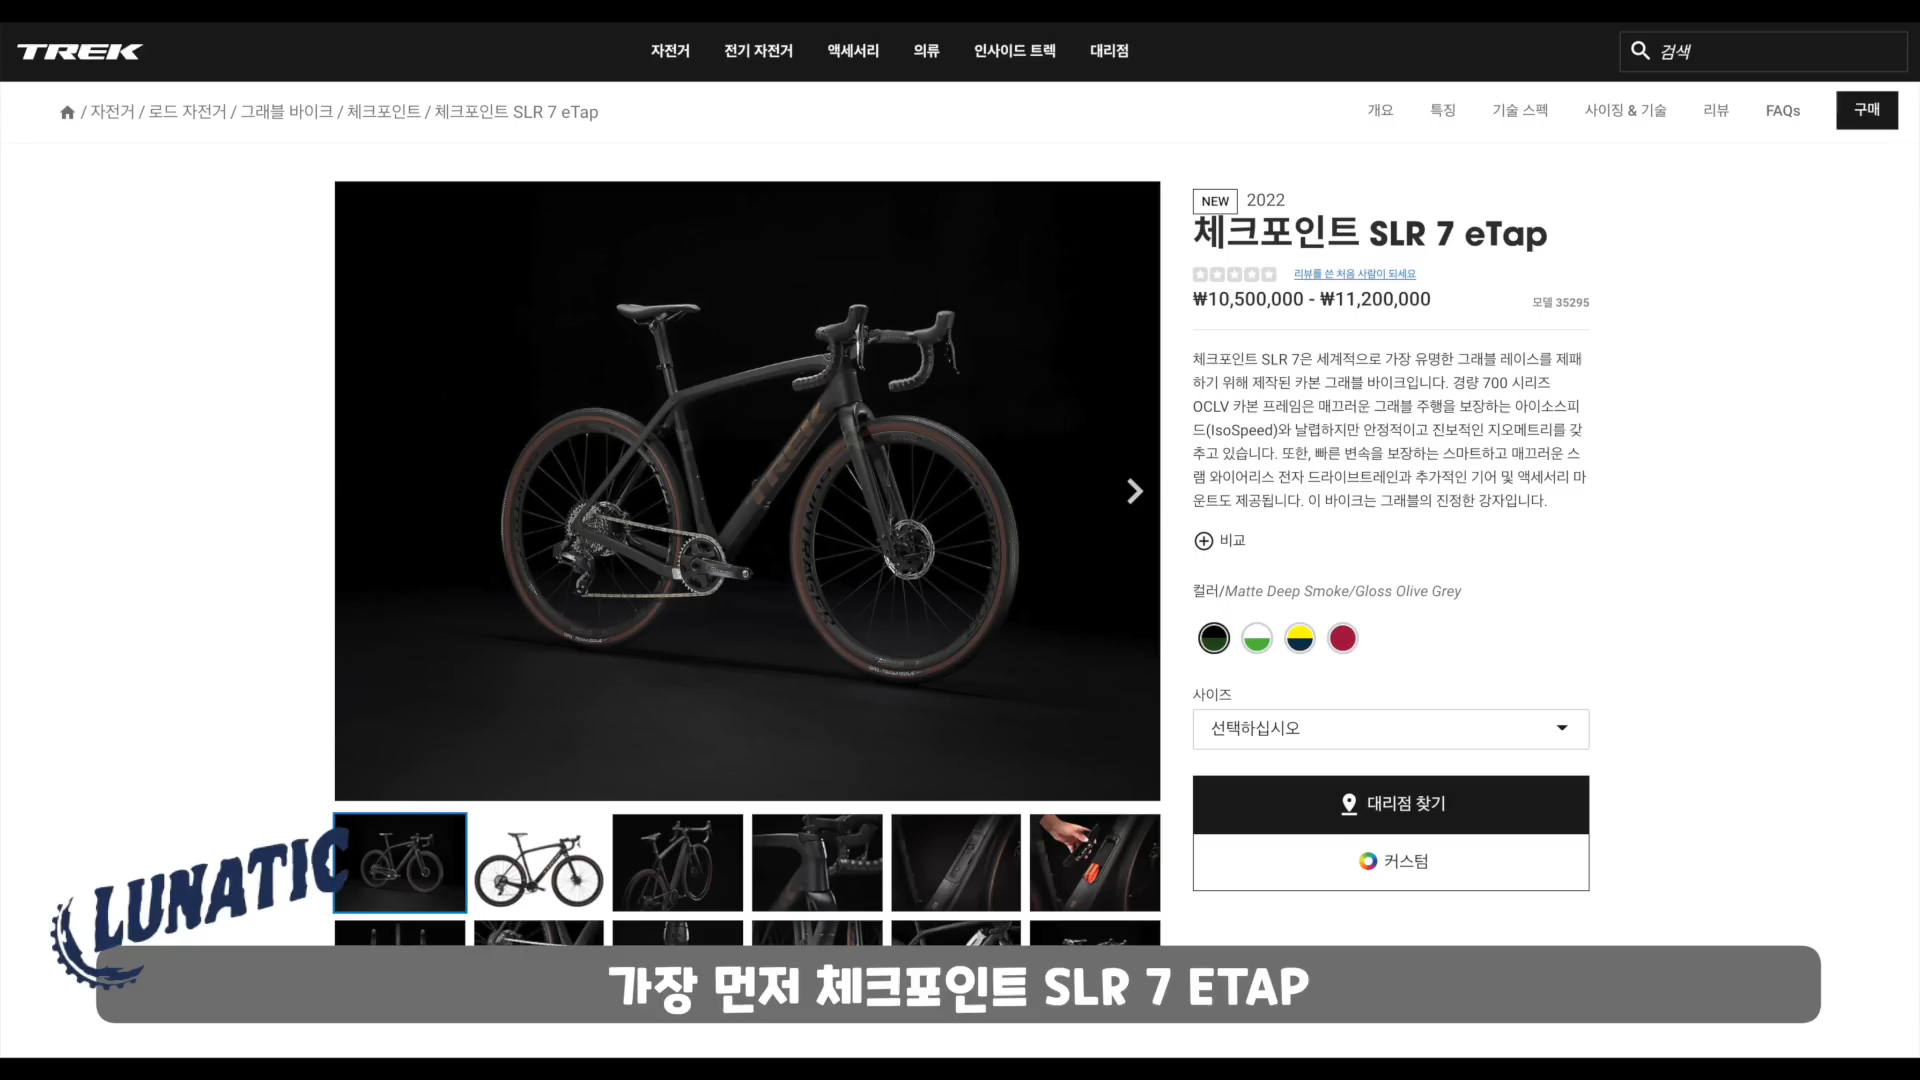 TREK
자전거 전기 자전거 액세서리 의류 인사이드 트렉 대리점
검색
/ 자전거 / 로드 자전거 / 그래블 바이크 / 체크포인트 / 체크포인트 SLR 7 eTap
개요 특징 기술 스펙 사이징 & 기술 리뷰 FAQs 구매
NEW 2022
체크포인트 SLR 7 eTap
리뷰를 쓴 처음 사람이 되세요
₩10,500,000 - ₩11,200,000
모델 35295
체크포인트 SLR 7은 세계적으로 가장 유명한 그래블 레이스를 제패
하기 위해 제작된 카본 그래블 바이크입니다. 경량 700 시리즈
OCLV 카본 프레임은 매끄러운 그래블 주행을 보장하는 아이소스피
드(IsoSpeed)와 날렵하지만 안정적이고 진보적인 지오메트리를 갖
추고 있습니다. 또한, 빠른 변속을 보장하는 스마트하고 매끄러운 스
램 와이어리스 전자 드라이브트레인과 추가적인 기어 및 액세서리 마
운트도 제공됩니다. 이 바이크는 그래블의 진정한 강자입니다.
비교
컬러/Matte Deep Smoke/Gloss Olive Grey
사이즈
선택하십시오
대리점 찾기
커스텀
TREK
BONTRAGER
LUNATIC
가장 먼저 체크포인트 SLR 7 ETAP